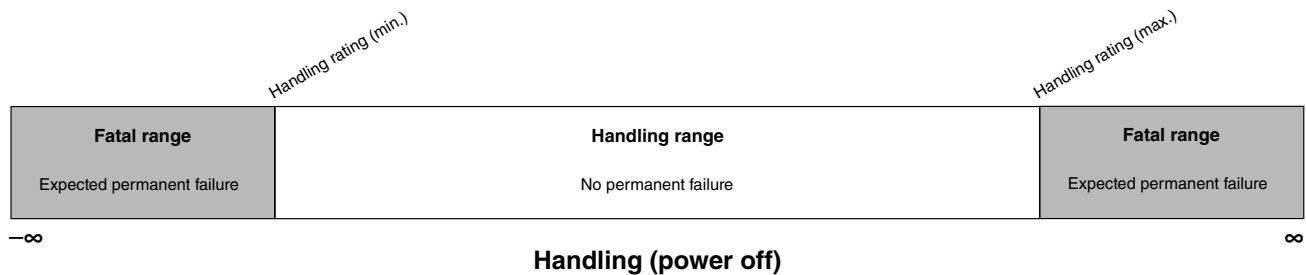 Handling rating (min.)
Handling rating (max.)
Fatal range
Handling range
Fatal range
Expected permanent failure
No permanent failure
Expected permanent failure
–∞
∞
Handling (power off)